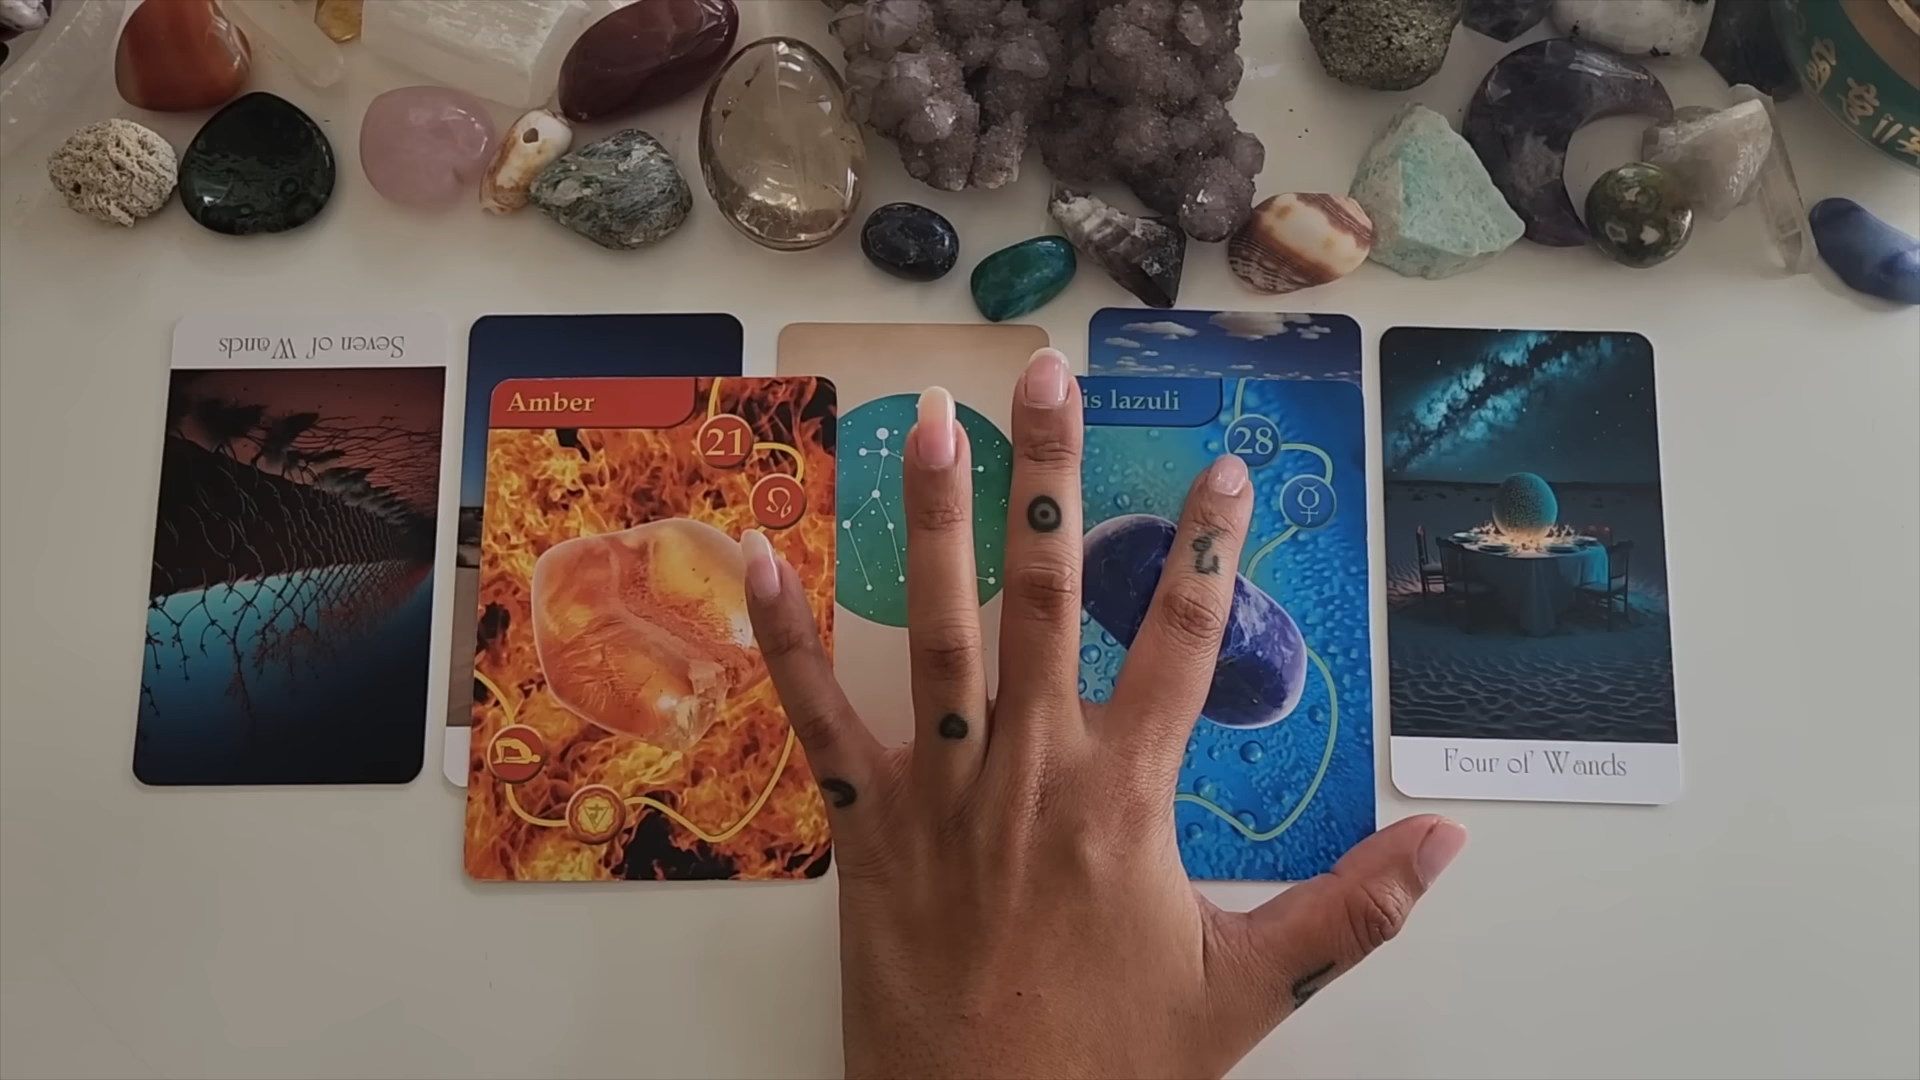 Seven of Wands
Amber
21
is lazuli
28
Four of Wands